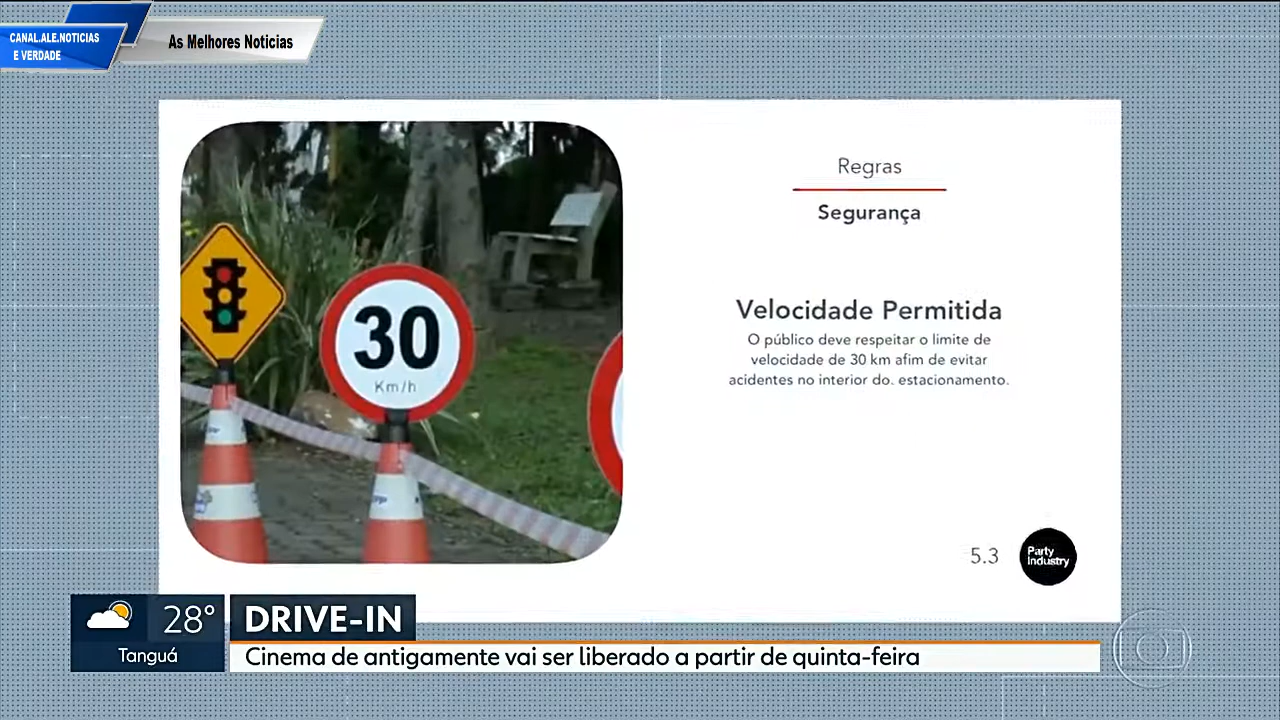 CANAL.ALE.NOTICIAS
E VERDADE
As Melhores Noticias
Regras
Segurança
Velocidade Permitida
O público deve respeitar o limite de
velocidade de 30 km afim de evitar
acidentes no interior do. estacionamento.
30
Km/h
5.3
Party
Industry
28°
Tanguá
DRIVE-IN
Cinema de antigamente vai ser liberado a partir de quinta-feira